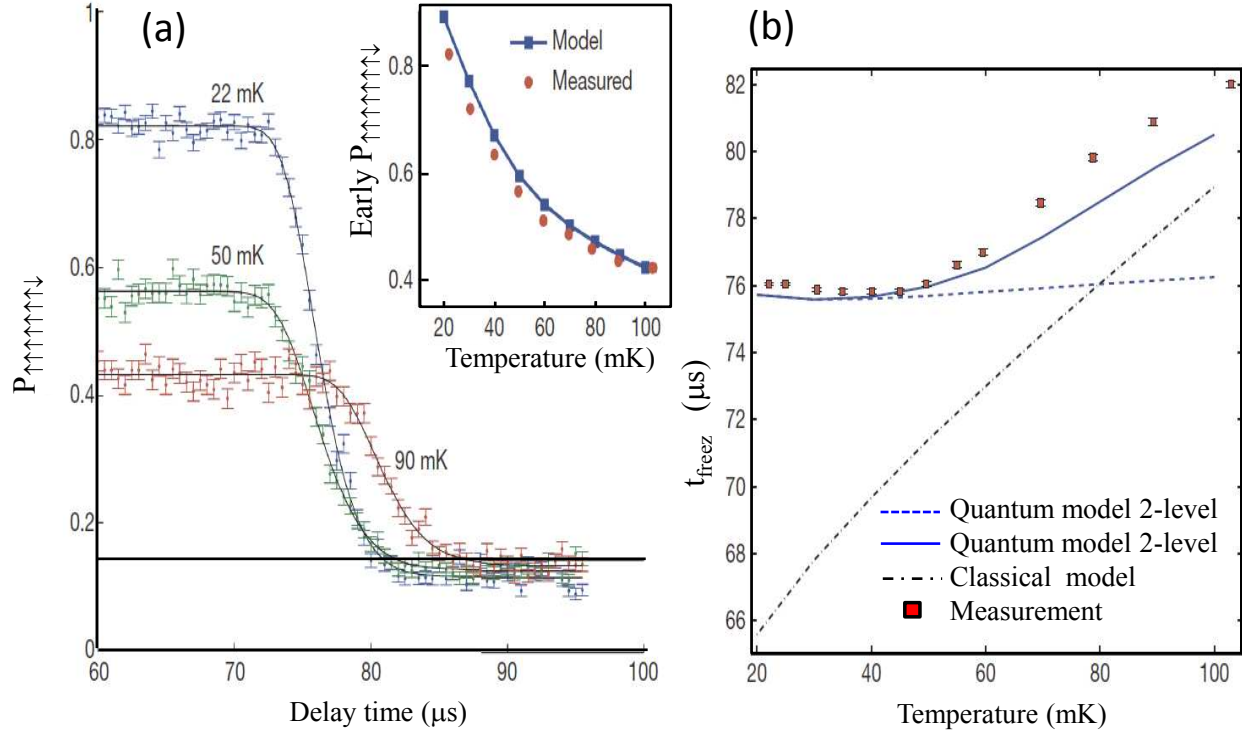 (a)
1
0.8
0.6
0.4
0.2
0
P↑↑↑↑↑↑↑↓
22 mK
50 mK
90 mK
60
70
80
90
100
Delay time (μs)
Model
Measured
0.8
0.6
0.4
Early P↑↑↑↑↑↑↑↓
20
40
60
80
100
Temperature (mK)
(b)
82
80
78
76
74
72
70
68
66
t_freez (μs)
Quantum model 2-level
Quantum model 2-level
Classical model
Measurement
20
40
60
80
100
Temperature (mK)